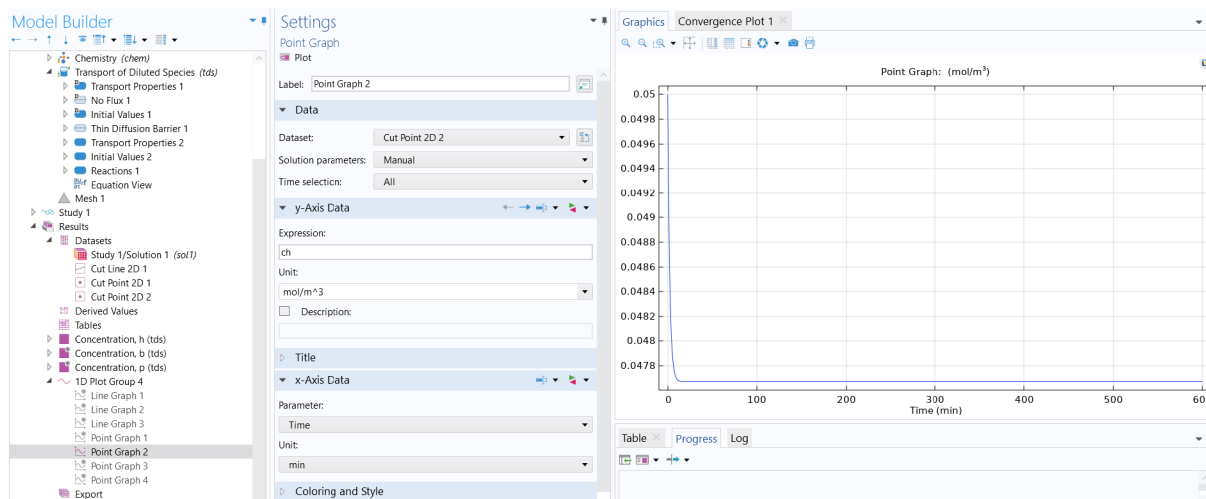 Model Builder
Chemistry (chem)
Transport of Diluted Species (tds)
Transport Properties 1
No Flux 1
Initial Values 1
Thin Diffusion Barrier 1
Transport Properties 2
Initial Values 2
Reactions 1
Equation View
Mesh 1
Study 1
Results
Datasets
Study 1/Solution 1 (sol1)
Cut Line 2D 1
Cut Point 2D 1
Cut Point 2D 2
Derived Values
Tables
Concentration, h (tds)
Concentration, b (tds)
Concentration, p (tds)
1D Plot Group 4
Line Graph 1
Line Graph 2
Line Graph 3
Point Graph 1
Point Graph 2
Point Graph 3
Point Graph 4
Export
Settings
Point Graph
Plot
Label: Point Graph 2
Data
Dataset: Cut Point 2D 2
Solution parameters: Manual
Time selection: All
y-Axis Data
Expression:
ch
Unit:
mol/m^3
Description:
Title
x-Axis Data
Parameter:
Time
Unit:
min
Coloring and Style
Graphics Convergence Plot 1
Point Graph: (mol/m³)
0.05
0.0498
0.0496
0.0494
0.0492
0.049
0.0488
0.0486
0.0484
0.0482
0.048
0.0478
0 100 200 300 400 500 60
Time (min)
Table Progress Log